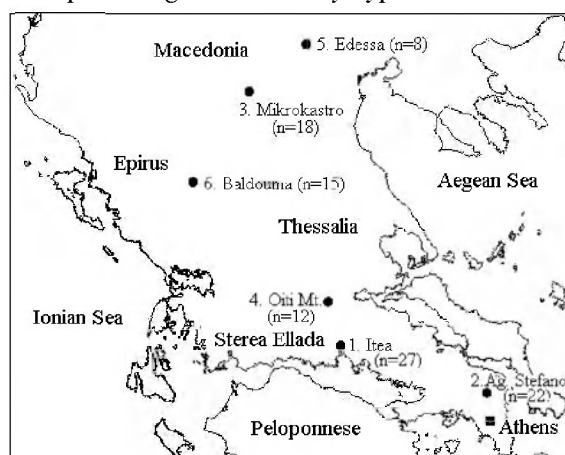 Macedonia
5. Edessa (n=8)
3. Mikrokastro
(n=18)
Epirus
6. Baldouma (n=15)
Aegean Sea
Thessalia
4. Oiti Mt.
(n=12)
Ionian Sea
Sterea Ellada
1. Itea
(n=27)
2. Ag. Stefano
(n=22)
Athens
Peloponnese